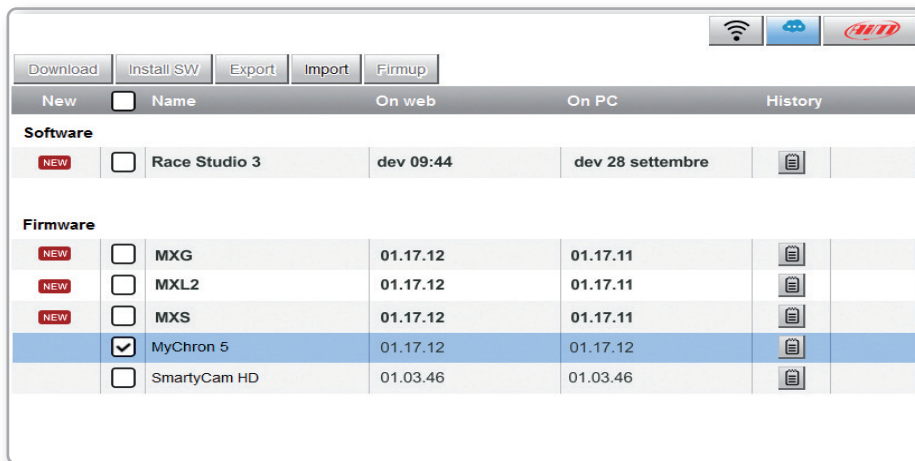 AiM
Download Install SW Export Import Firmup
New Name On web On PC History
Software
NEW Race Studio 3 dev 09:44 dev 28 settembre
Firmware
NEW MXG 01.17.12 01.17.11
NEW MXL2 01.17.12 01.17.11
NEW MXS 01.17.12 01.17.11
MyChron 5 01.17.12 01.17.12
SmartyCam HD 01.03.46 01.03.46